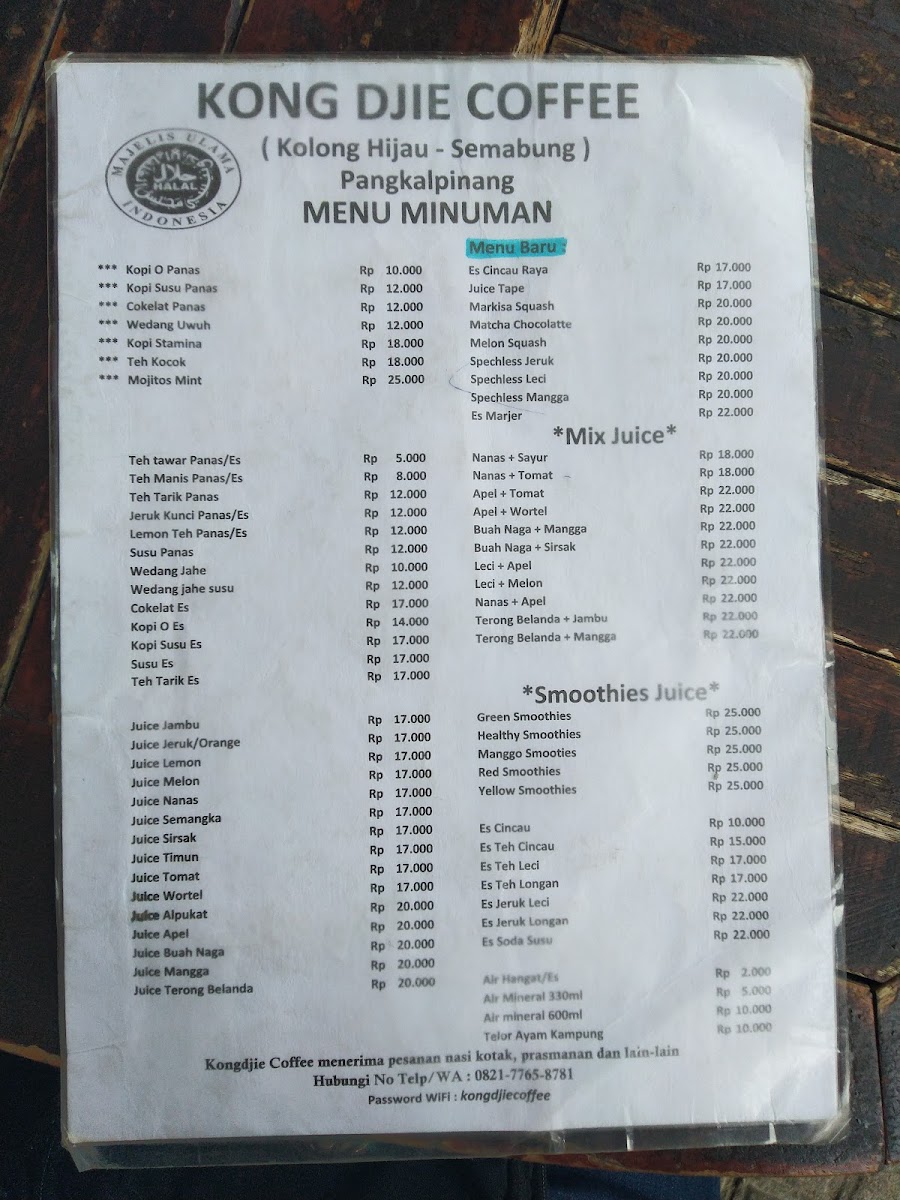 KONG DJIE COFFEE
( Kolong Hijau - Semabung )
Pangkalpinang
MENU MINUMAN
MAJELIS ULAMA INDONESIA
حلال
HALAL
*** Kopi O Panas Rp 10.000
*** Kopi Susu Panas Rp 12.000
*** Cokelat Panas Rp 12.000
*** Wedang Uwuh Rp 12.000
*** Kopi Stamina Rp 18.000
*** Teh Kocok Rp 18.000
*** Mojitos Mint Rp 25.000
Teh tawar Panas/Es Rp 5.000
Teh Manis Panas/Es Rp 8.000
Teh Tarik Panas Rp 12.000
Jeruk Kunci Panas/Es Rp 12.000
Lemon Teh Panas/Es Rp 12.000
Susu Panas Rp 12.000
Wedang Jahe Rp 10.000
Wedang jahe susu Rp 12.000
Cokelat Es Rp 17.000
Kopi O Es Rp 14.000
Kopi Susu Es Rp 17.000
Susu Es Rp 17.000
Teh Tarik Es Rp 17.000
Juice Jambu Rp 17.000
Juice Jeruk/Orange Rp 17.000
Juice Lemon Rp 17.000
Juice Melon Rp 17.000
Juice Nanas Rp 17.000
Juice Semangka Rp 17.000
Juice Sirsak Rp 17.000
Juice Timun Rp 17.000
Juice Tomat Rp 17.000
Juice Wortel Rp 17.000
Juice Alpukat Rp 20.000
Juice Apel Rp 20.000
Juice Buah Naga Rp 20.000
Juice Mangga Rp 20.000
Juice Terong Belanda Rp 20.000
Menu Baru :
Es Cincau Raya Rp 17.000
Juice Tape Rp 17.000
Markisa Squash Rp 20.000
Matcha Chocolatte Rp 20.000
Melon Squash Rp 20.000
Spechless Jeruk Rp 20.000
Spechless Leci Rp 20.000
Spechless Mangga Rp 20.000
Es Marjer Rp 22.000
*Mix Juice*
Nanas + Sayur Rp 18.000
Nanas + Tomat Rp 18.000
Apel + Tomat Rp 22.000
Apel + Wortel Rp 22.000
Buah Naga + Mangga Rp 22.000
Buah Naga + Sirsak Rp 22.000
Leci + Apel Rp 22.000
Leci + Melon Rp 22.000
Nanas + Apel Rp 22.000
Terong Belanda + Jambu Rp 22.000
Terong Belanda + Mangga Rp 22.000
*Smoothies Juice*
Green Smoothies Rp 25.000
Healthy Smoothies Rp 25.000
Manggo Smooties Rp 25.000
Red Smoothies Rp 25.000
Yellow Smoothies Rp 25.000
Es Cincau Rp 10.000
Es Teh Cincau Rp 15.000
Es Teh Leci Rp 17.000
Es Teh Longan Rp 17.000
Es Jeruk Leci Rp 22.000
Es Jeruk Longan Rp 22.000
Es Soda Susu Rp 22.000
Air Hangat/Es Rp 2.000
Air Mineral 330ml Rp 5.000
Air mineral 600ml Rp 10.000
Telor Ayam Kampung Rp 10.000
Kongdjie Coffee menerima pesanan nasi kotak, prasmanan dan lain-lain
Hubungi No Telp/WA : 0821-7765-8781
Password WiFi : kongdjiecoffee